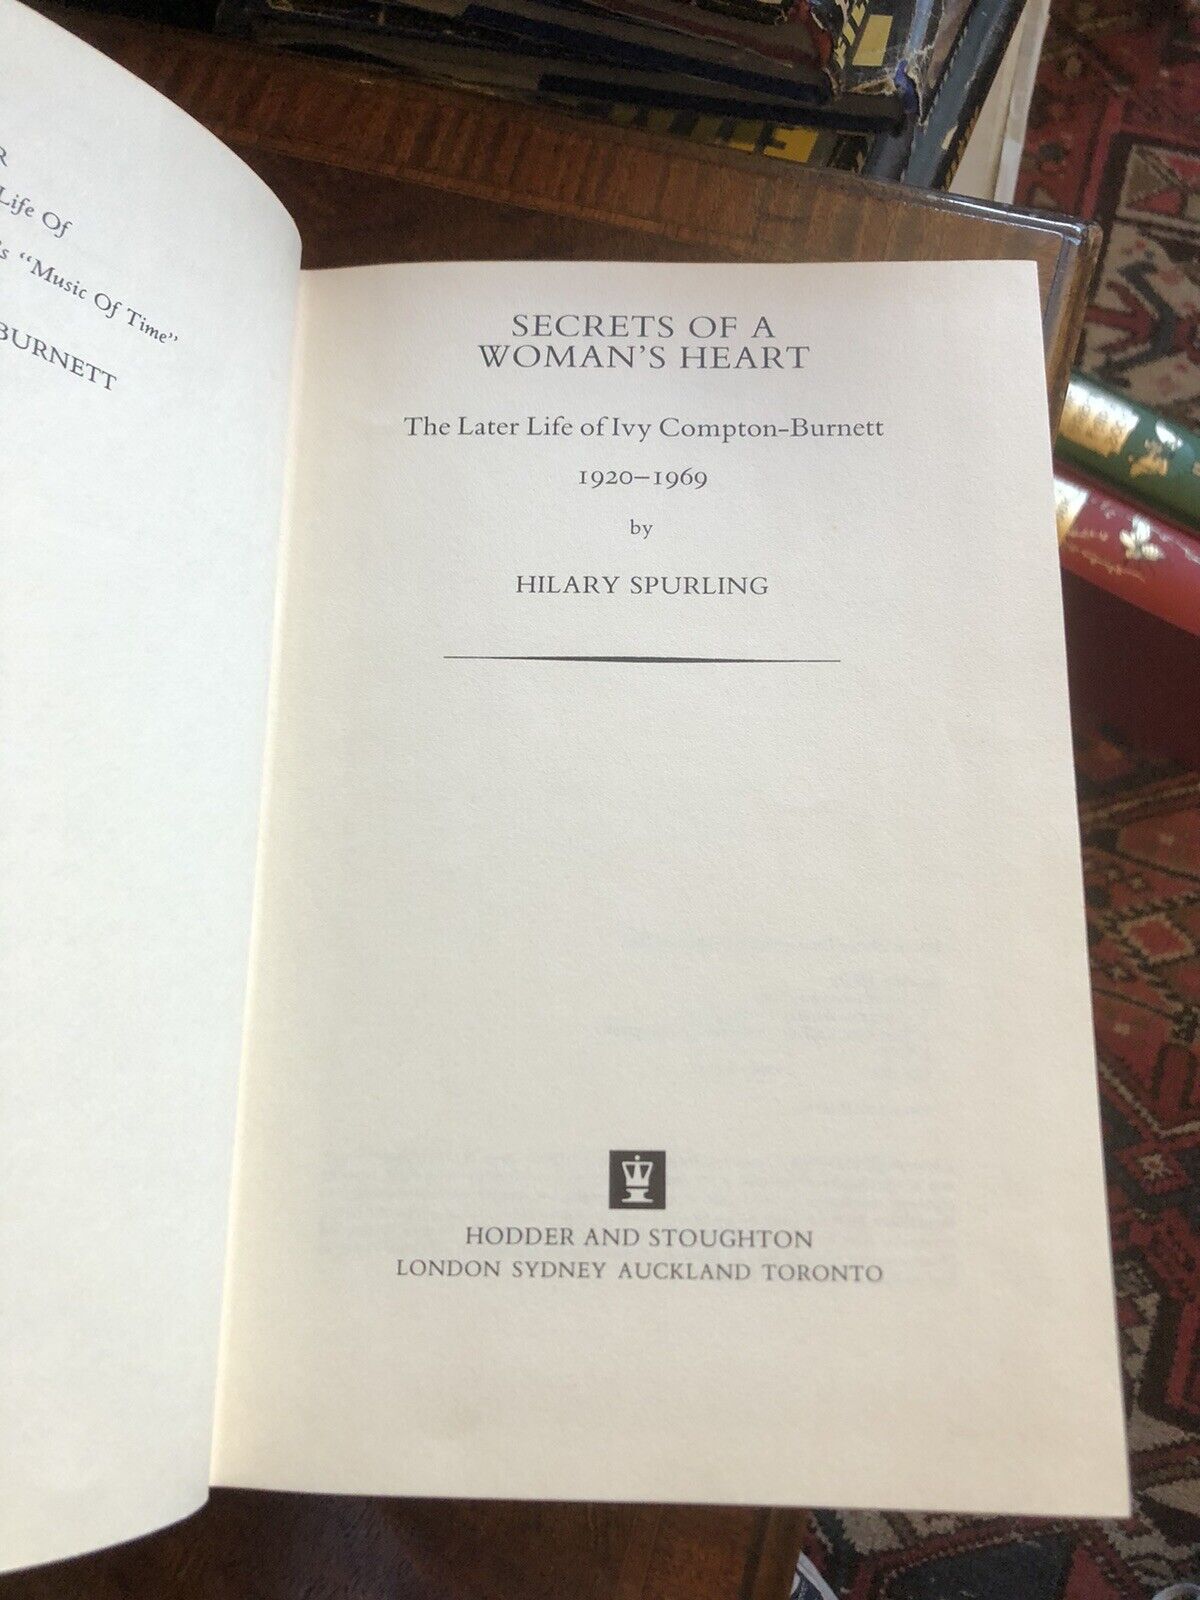 R
Life Of
's “Music Of Time”
BURNETT
SECRETS OF A
WOMAN'S HEART
The Later Life of Ivy Compton-Burnett
1920–1969
by
HILARY SPURLING
HODDER AND STOUGHTON
LONDON SYDNEY AUCKLAND TORONTO